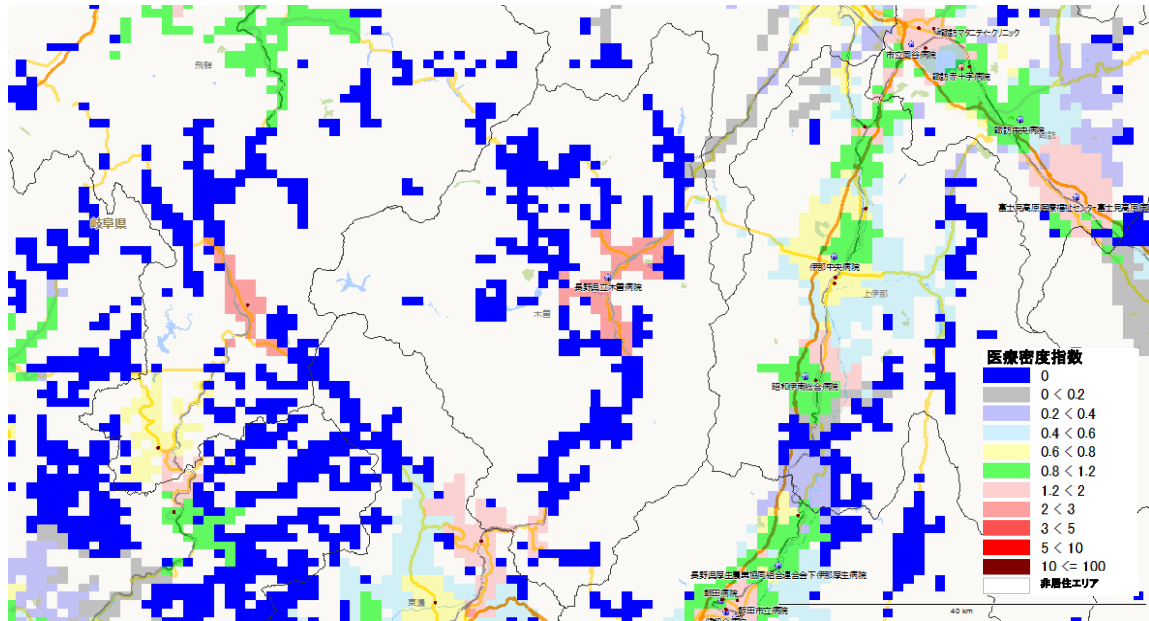 諏訪マタニティークリニック
市立岡谷病院
飛騨
諏訪赤十字病院
諏訪中央病院
諏訪
富士見高原医療福祉センター 富士見高原
岐阜県
伊那中央病院
長野県立木曽病院
上伊那
木曽
昭和伊南総合病院
長野県厚生農業協同組合連合会下伊那厚生病院
飯田病院
飯田市立病院
東濃
40 km
医療密度指数
0
0 < 0.2
0.2 < 0.4
0.4 < 0.6
0.6 < 0.8
0.8 < 1.2
1.2 < 2
2 < 3
3 < 5
5 < 10
10 <= 100
非居住エリア